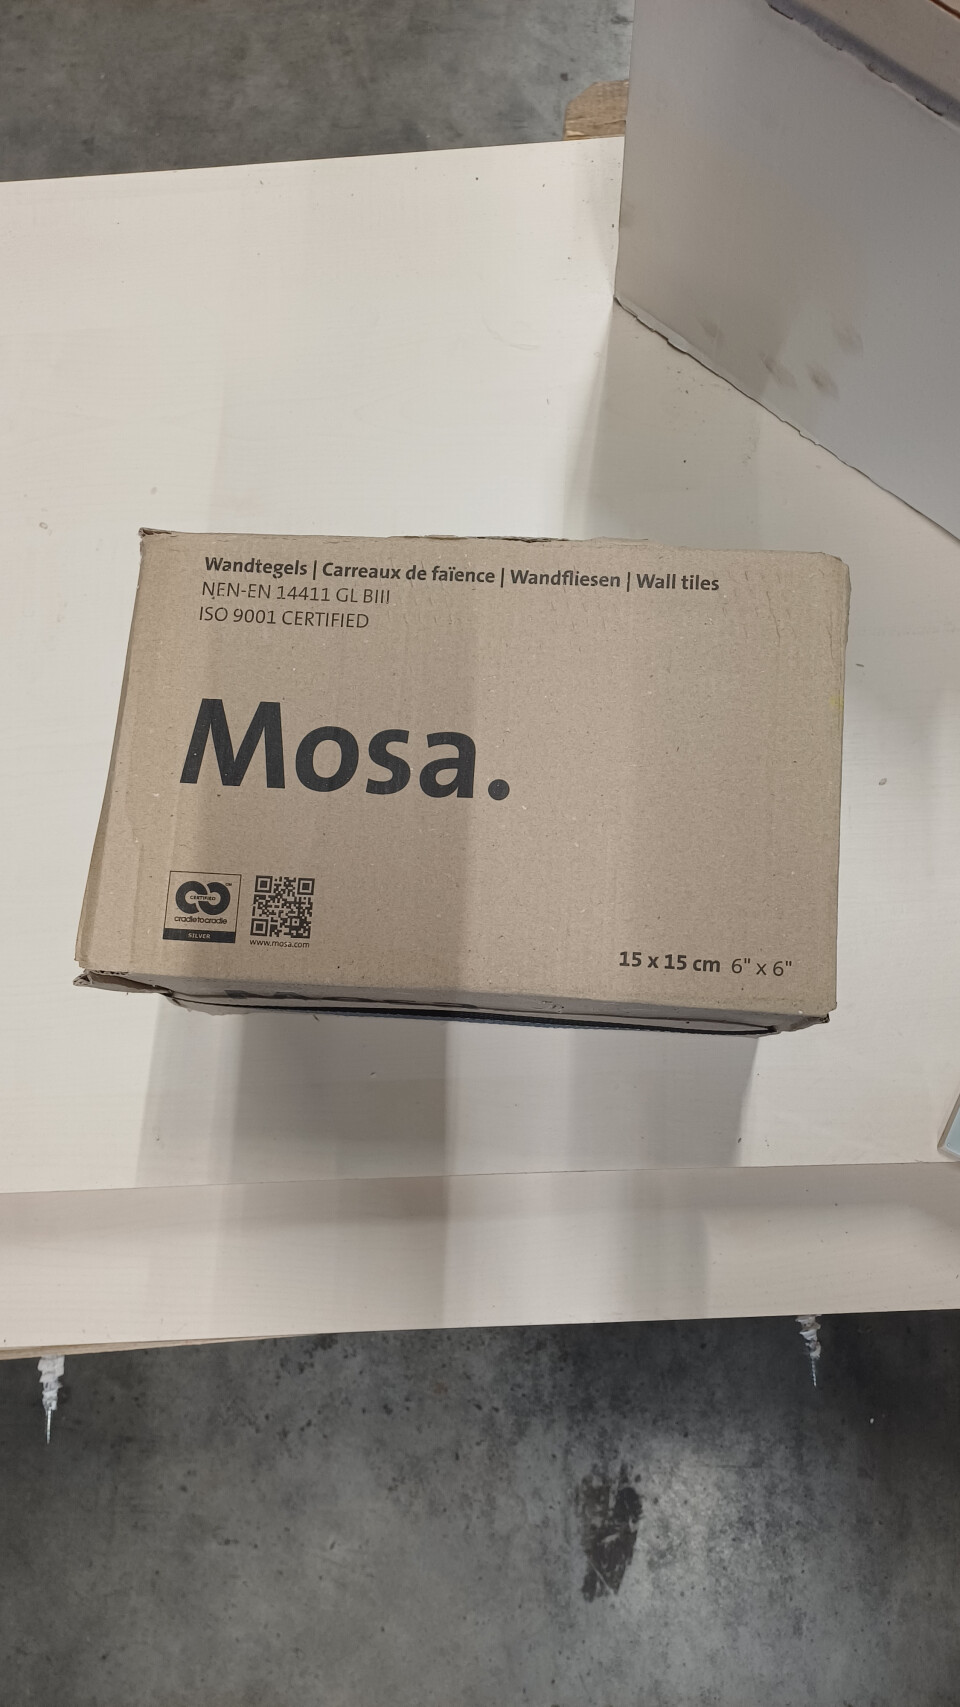 Wandtegels | Carreaux de faïence | Wandfliesen | Wall tiles
NEN-EN 14411 GL BIII
ISO 9001 CERTIFIED
Mosa.
CERTIFIED
cradletocradle
SILVER
www.mosa.com
15 x 15 cm 6" x 6"